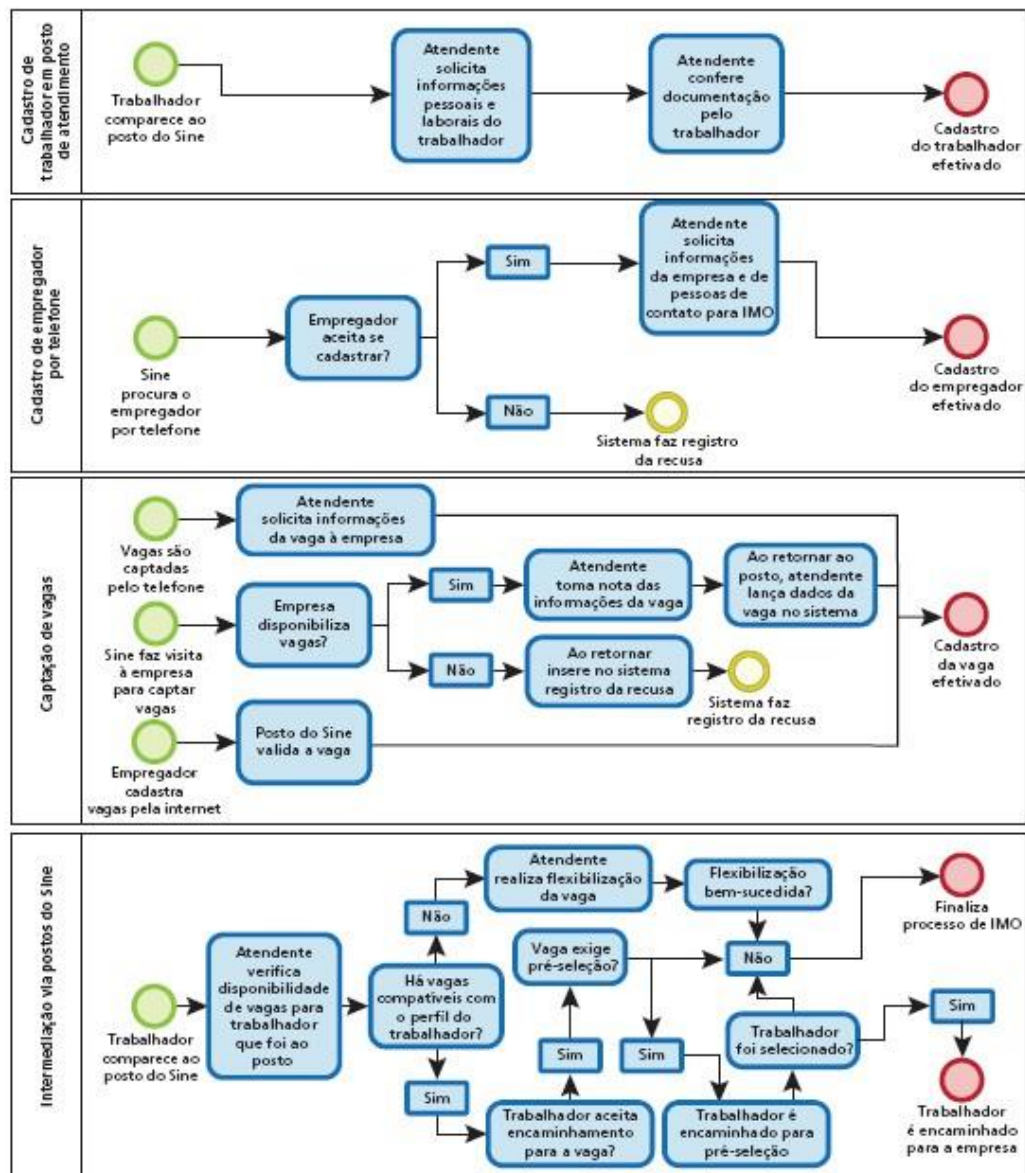 Cadastro de
trabalhador em posto
de atendimento
Trabalhador
comparece ao
posto do Sine
Atendente
solicita
informações
pessoais e
laborais do
trabalhador
Atendente
confere
documentação
pelo
trabalhador
Cadastro
do trabalhador
efetivado
Cadastro de empregador
por telefone
Sine
procura o
empregador
por telefone
Empregador
aceita se
cadastrar?
Sim
Atendente
solicita
informações
da empresa e de
pessoas de
contato para IMO
Não
Sistema faz registro
da recusa
Cadastro
do empregador
efetivado
Captação de vagas
Vagas são
captadas
pelo telefone
Atendente
solicita informações
da vaga à empresa
Sine faz visita
à empresa
para captar
vagas
Empresa
disponibiliza
vagas?
Sim
Atendente
toma nota das
informações da vaga
Ao retornar ao
posto, atendente
lança dados da
vaga no sistema
Não
Ao retornar
insere no sistema
registro da recusa
Sistema faz
registro da recusa
Cadastro
da vaga
efetivado
Empregador
cadastra
vagas pela internet
Posto do Sine
valida a vaga
Intermediação via postos do Sine
Trabalhador
comparece ao
posto do Sine
Atendente
verifica
disponibilidade
de vagas para
trabalhador
que foi ao
posto
Há vagas
compatíveis com
o perfil do
trabalhador?
Não
Atendente
realiza flexibilização
da vaga
Flexibilização
bem-sucedida?
Não
Finaliza
processo de IMO
Sim
Trabalhador aceita
encaminhamento
para a vaga?
Sim
Vaga exige
pré-seleção?
Sim
Trabalhador é
encaminhado para
pré-seleção
Trabalhador
foi selecionado?
Sim
Trabalhador
é encaminhado
para a empresa